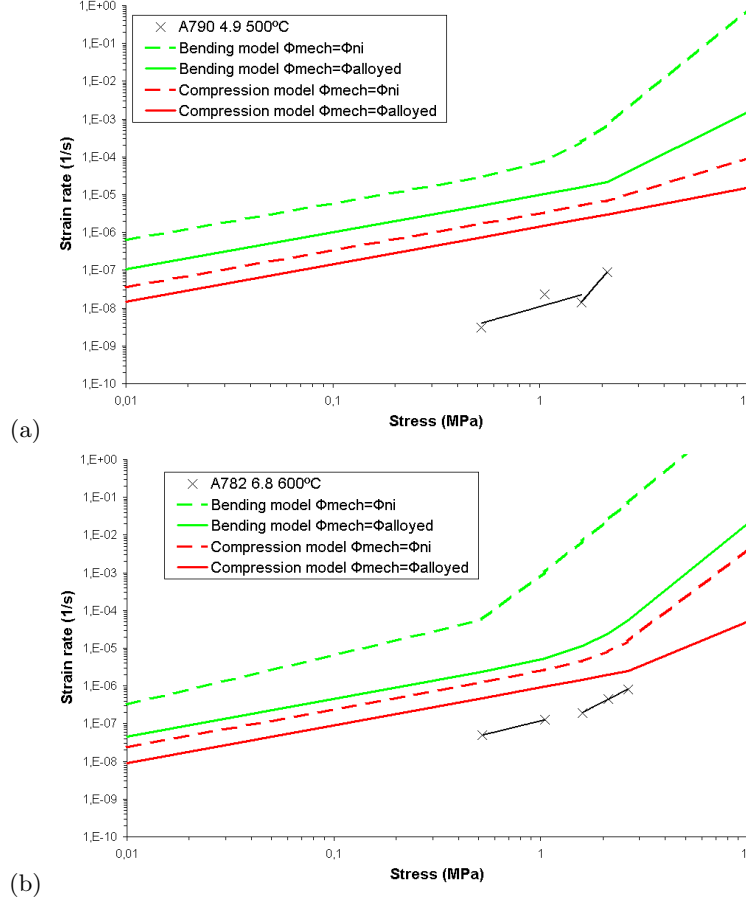 A790 4.9 500ºC
Bending model Φmech=Φni
Bending model Φmech=Φalloyed
Compression model Φmech=Φni
Compression model Φmech=Φalloyed
1,E+00
1,E-01
1,E-02
1,E-03
1,E-04
1,E-05
1,E-06
1,E-07
1,E-08
1,E-09
1,E-10
Strain rate (1/s)
0,01
0,1
1
1
Stress (MPa)
(a)
A782 6.8 600ºC
Bending model Φmech=Φni
Bending model Φmech=Φalloyed
Compression model Φmech=Φni
Compression model Φmech=Φalloyed
1,E+00
1,E-01
1,E-02
1,E-03
1,E-04
1,E-05
1,E-06
1,E-07
1,E-08
1,E-09
1,E-10
Strain rate (1/s)
0,01
0,1
1
1
Stress (MPa)
(b)